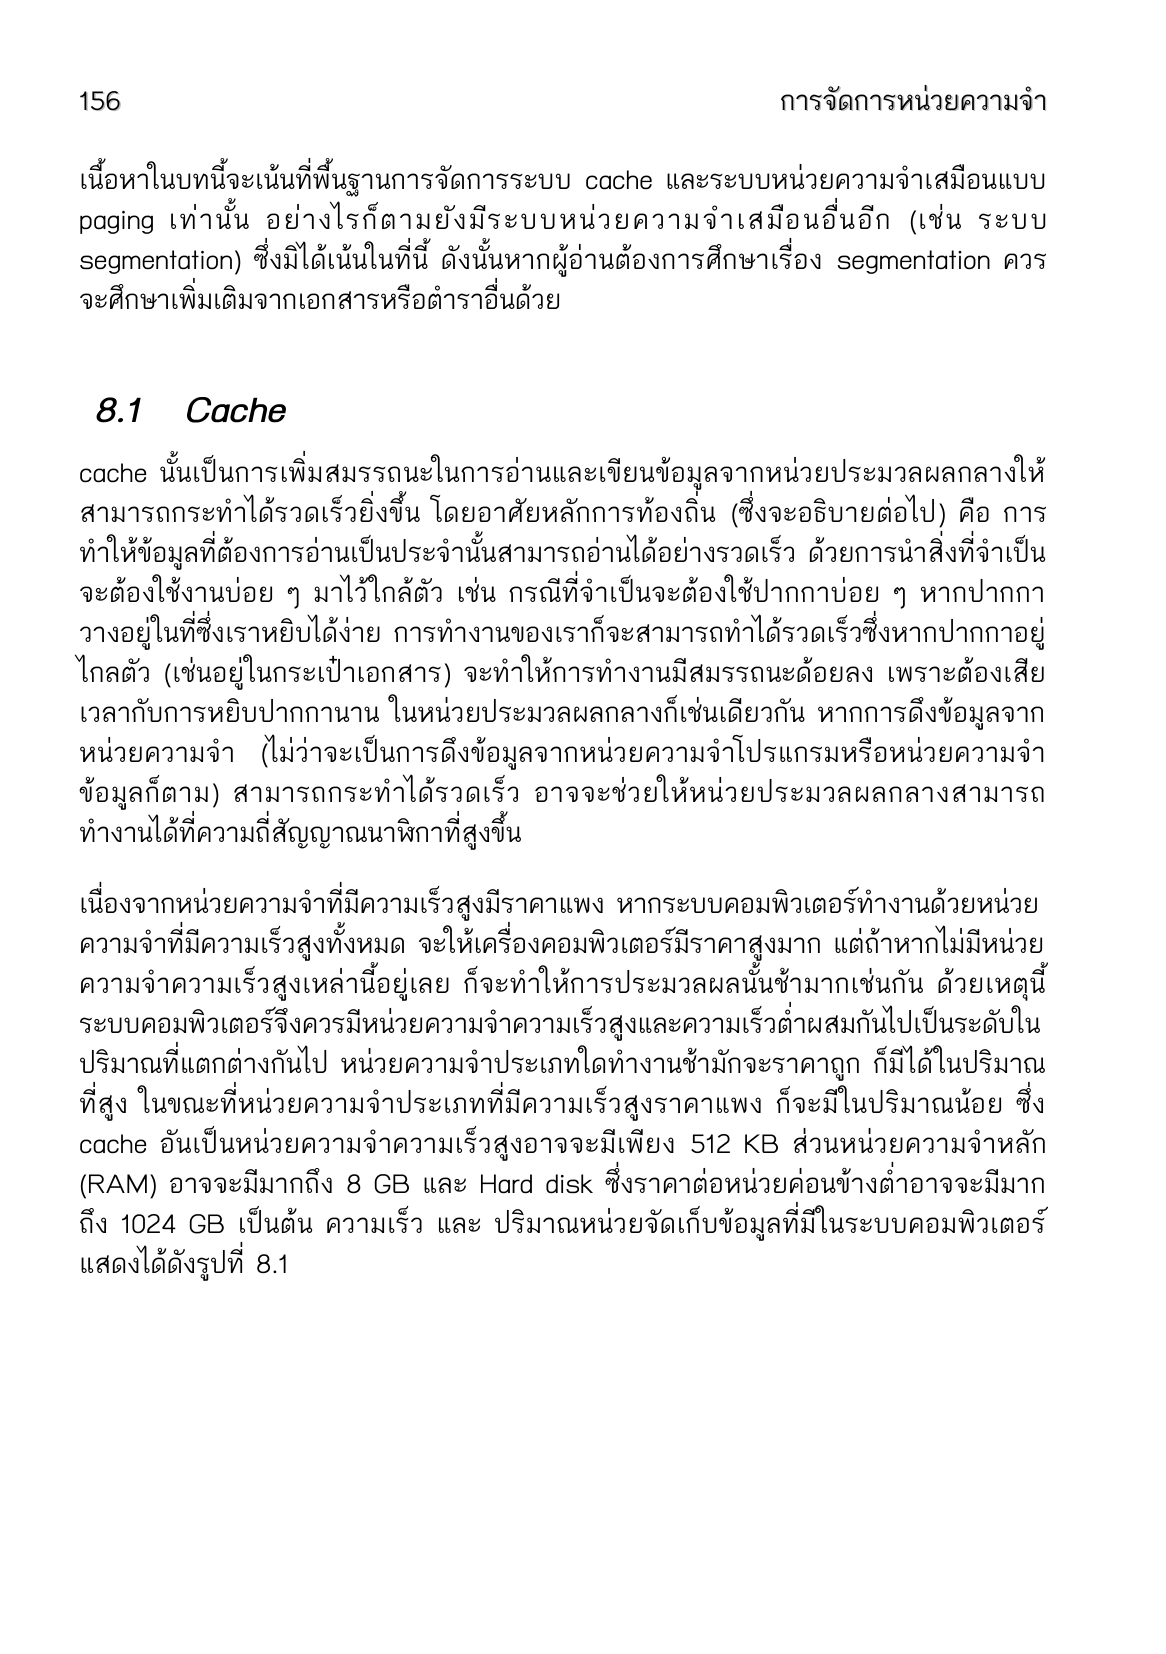 156 การจัดการหน่วยความจำ
เนื้อหาในบทนี้จะเน้นที่พื้นฐานการจัดการระบบ cache และระบบหน่วยความจำเสมือนแบบ
paging เท่านั้น อย่างไรก็ตามยังมีระบบหน่วยความจำเสมือนอื่นอีก (เช่น ระบบ
segmentation) ซึ่งมิได้เน้นในที่นี้ ดังนั้นหากผู้อ่านต้องการศึกษาเรื่อง segmentation ควร
จะศึกษาเพิ่มเติมจากเอกสารหรือตำราอื่นด้วย
8.1 Cache
cache นั้นเป็นการเพิ่มสมรรถนะในการอ่านและเขียนข้อมูลจากหน่วยประมวลผลกลางให้
สามารถกระทำได้รวดเร็วยิ่งขึ้น โดยอาศัยหลักการท้องถิ่น (ซึ่งจะอธิบายต่อไป) คือ การ
ทำให้ข้อมูลที่ต้องการอ่านเป็นประจำนั้นสามารถอ่านได้อย่างรวดเร็ว ด้วยการนำสิ่งที่จำเป็น
จะต้องใช้งานบ่อย ๆ มาไว้ใกล้ตัว เช่น กรณีที่จำเป็นจะต้องใช้ปากกาบ่อย ๆ หากปากกา
วางอยู่ในที่ซึ่งเราหยิบได้ง่าย การทำงานของเราก็จะสามารถทำได้รวดเร็วซึ่งหากปากกาอยู่
ไกลตัว (เช่นอยู่ในกระเป๋าเอกสาร) จะทำให้การทำงานมีสมรรถนะด้อยลง เพราะต้องเสีย
เวลากับการหยิบปากกานาน ในหน่วยประมวลผลกลางก็เช่นเดียวกัน หากการดึงข้อมูลจาก
หน่วยความจำ (ไม่ว่าจะเป็นการดึงข้อมูลจากหน่วยความจำโปรแกรมหรือหน่วยความจำ
ข้อมูลก็ตาม) สามารถกระทำได้รวดเร็ว อาจจะช่วยให้หน่วยประมวลผลกลางสามารถ
ทำงานได้ที่ความถี่สัญญาณนาฬิกาที่สูงขึ้น
เนื่องจากหน่วยความจำที่มีความเร็วสูงมีราคาแพง หากระบบคอมพิวเตอร์ทำงานด้วยหน่วย
ความจำที่มีความเร็วสูงทั้งหมด จะให้เครื่องคอมพิวเตอร์มีราคาสูงมาก แต่ถ้าหากไม่มีหน่วย
ความจำความเร็วสูงเหล่านี้อยู่เลย ก็จะทำให้การประมวลผลนั้นช้ามากเช่นกัน ด้วยเหตุนี้
ระบบคอมพิวเตอร์จึงควรมีหน่วยความจำความเร็วสูงและความเร็วต่ำผสมกันไปเป็นระดับใน
ปริมาณที่แตกต่างกันไป หน่วยความจำประเภทใดทำงานช้ามักจะราคาถูก ก็มีได้ในปริมาณ
ที่สูง ในขณะที่หน่วยความจำประเภทที่มีความเร็วสูงราคาแพง ก็จะมีในปริมาณน้อย ซึ่ง
cache อันเป็นหน่วยความจำความเร็วสูงอาจจะมีเพียง 512 KB ส่วนหน่วยความจำหลัก
(RAM) อาจจะมีมากถึง 8 GB และ Hard disk ซึ่งราคาต่อหน่วยค่อนข้างต่ำอาจจะมีมาก
ถึง 1024 GB เป็นต้น ความเร็ว และ ปริมาณหน่วยจัดเก็บข้อมูลที่มีในระบบคอมพิวเตอร์
แสดงได้ดังรูปที่ 8.1